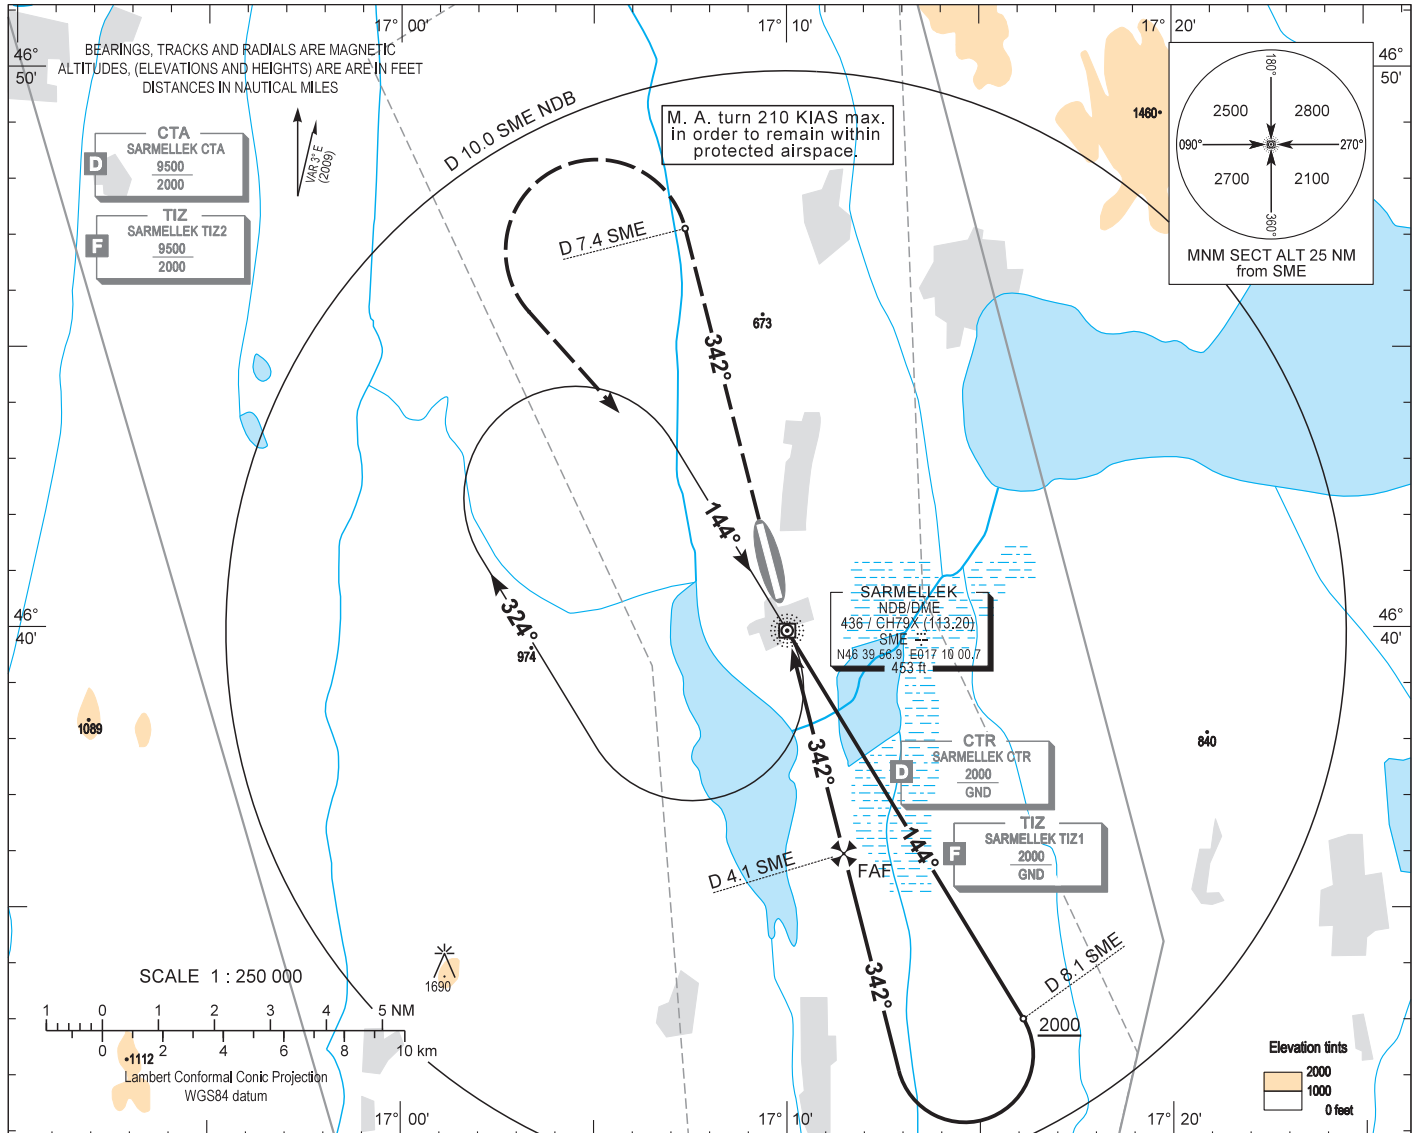 17° 00'
17° 10'
17° 20'
46°
50'
46°
50'
BEARINGS, TRACKS AND RADIALS ARE MAGNETIC
ALTITUDES, (ELEVATIONS AND HEIGHTS) ARE ARE IN FEET
DISTANCES IN NAUTICAL MILES
VAR 3° E
(2009)
D
CTA
SARMELLEK CTA
9500
2000
F
TIZ
SARMELLEK TIZ2
9500
2000
D 10.0 SME NDB
M. A. turn 210 KIAS max.
in order to remain within
protected airspace.
1460
180°
2500
2800
090°
270°
2700
2100
360°
MNM SECT ALT 25 NM
from SME
D 7.4 SME
673
342°
144°
324°
974
46°
40'
46°
40'
SARMELLEK
NDB/DME
436 / CH79X (113.20)
SME
N46 39 56.9 E017 10 00.7
453 ft
1089
840
342°
D
CTR
SARMELLEK CTR
2000
GND
F
TIZ
SARMELLEK TIZ1
2000
GND
144°
D 4.1 SME
FAF
342°
D 8.1 SME
2000
1690
SCALE 1 : 250 000
1 0 1 2 3 4 5 NM
0 2 4 6 8 10 km
1112
Lambert Conformal Conic Projection
WGS84 datum
Elevation tints
2000
1000
0 feet
17° 00'
17° 10'
17° 20'